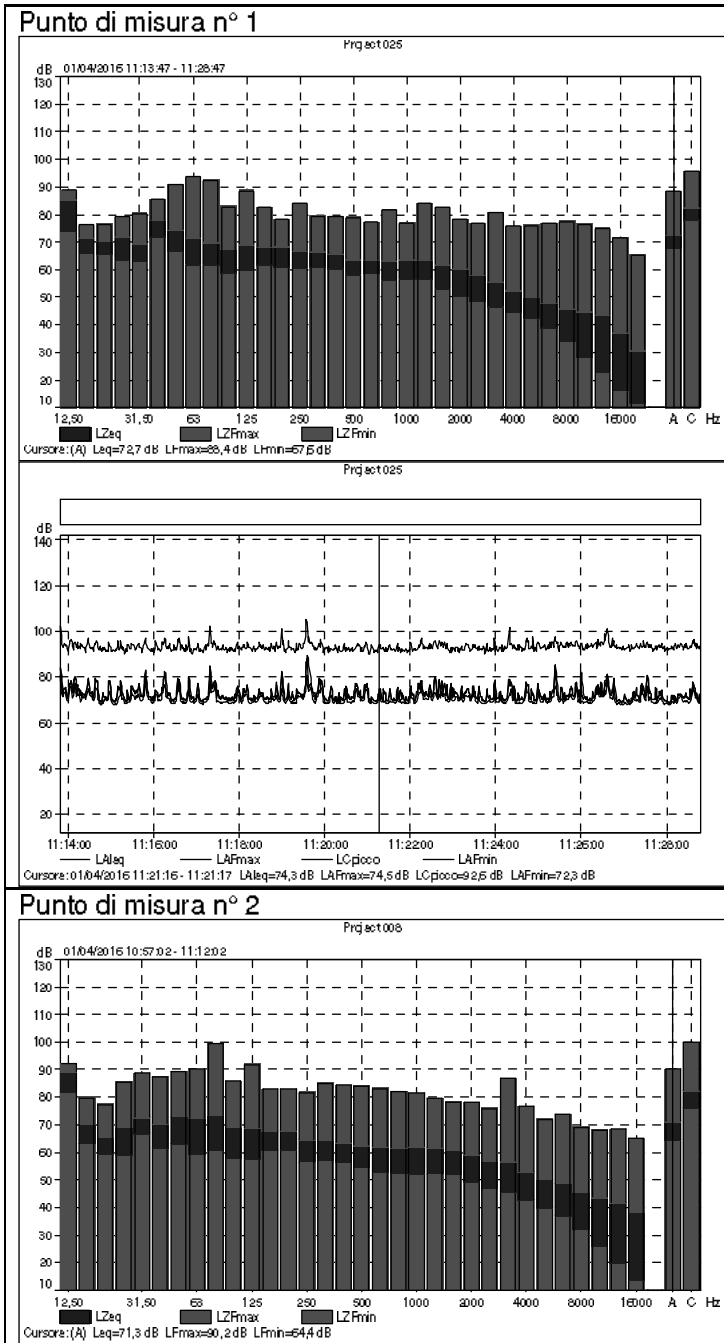 Punto di misura n° 1
Project025
dB 01/04/2016 11:13:47 - 11:28:47
130
120
110
100
90
80
70
60
50
40
30
20
10
12,50 31,50 63 125 250 500 1000 2000 4000 8000 16000 A C Hz
LZeq LZFmax LZFmin
Cursore: (A) Leq=72,7 dB LFmax=88,4 dB LFmin=67,5 dB
Project025
dB
140
120
100
80
60
40
20
11:14:00 11:16:00 11:18:00 11:20:00 11:22:00 11:24:00 11:26:00 11:28:00
LAIeq LAFmax LCpicco LAFmin
Cursore: 01/04/2016 11:21:16 - 11:21:17 LAIeq=74,3 dB LAFmax=74,5 dB LCpicco=92,6 dB LAFmin=72,3 dB
Punto di misura n° 2
Project008
dB 01/04/2016 10:57:02 - 11:12:02
130
120
110
100
90
80
70
60
50
40
30
20
10
12,50 31,50 63 125 250 500 1000 2000 4000 8000 16000 A C Hz
LZeq LZFmax LZFmin
Cursore: (A) Leq=71,3 dB LFmax=90,2 dB LFmin=64,4 dB